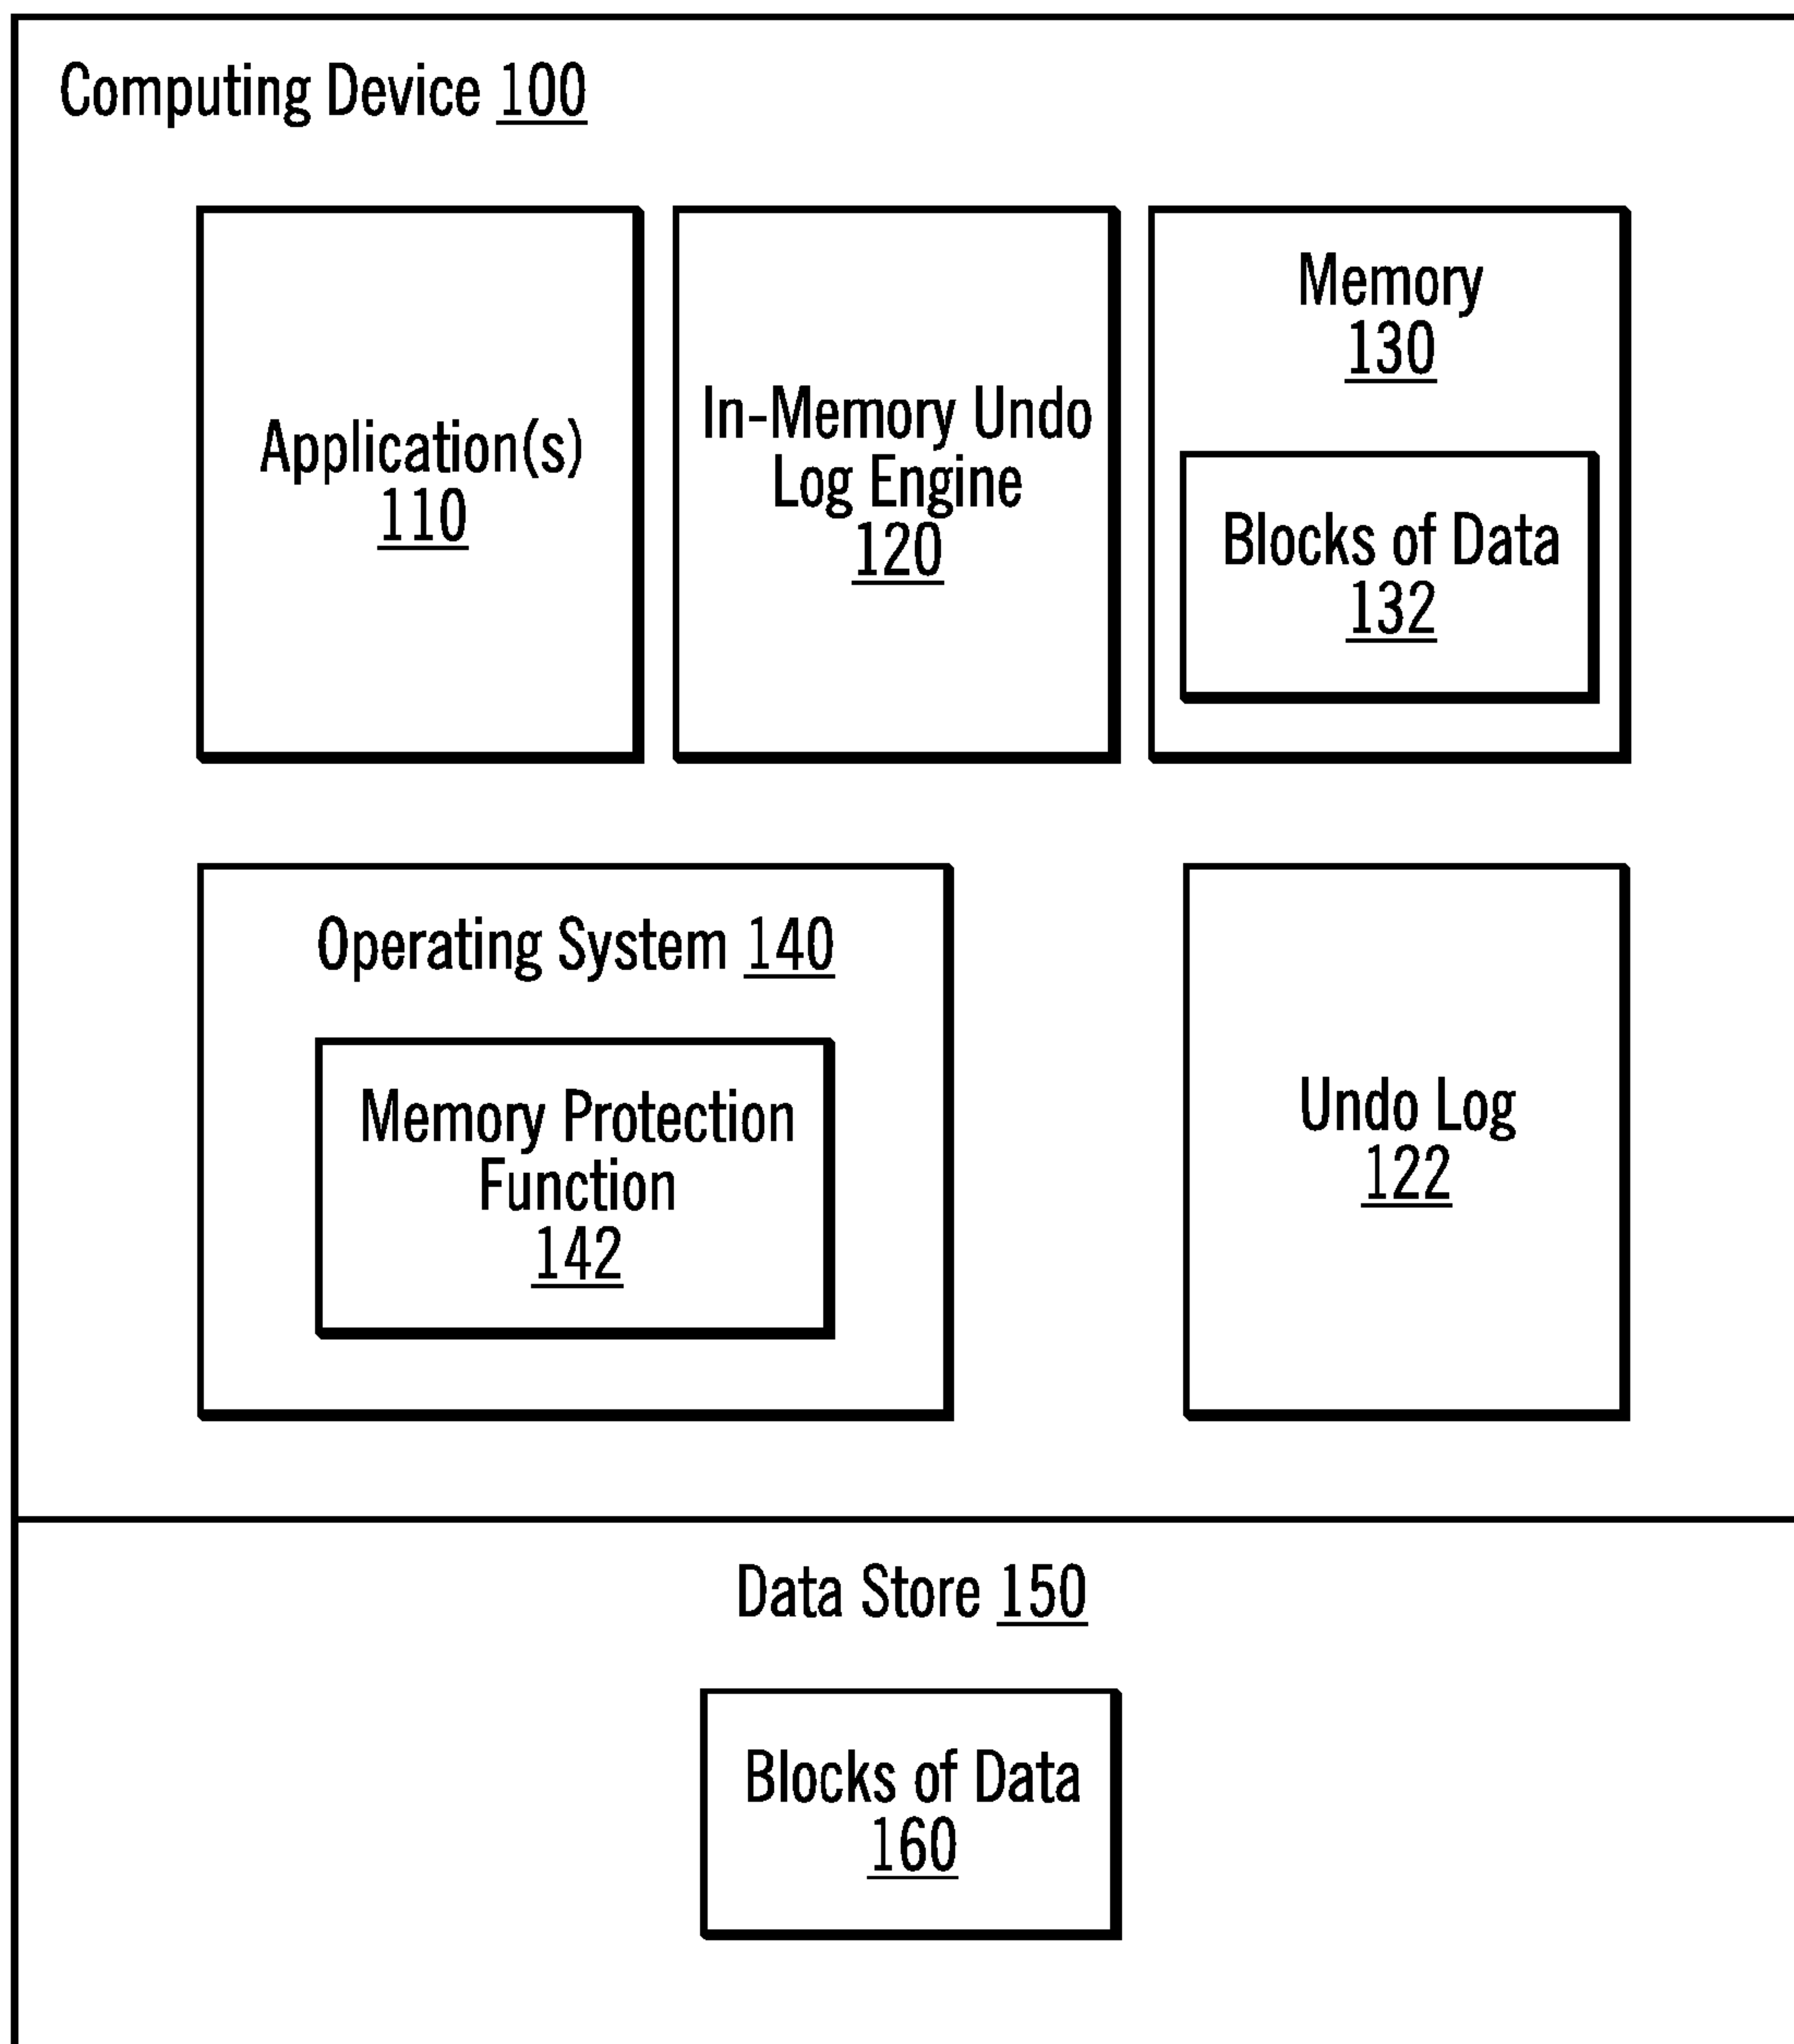 Computing Device 100
Application(s)
110
In-Memory Undo
Log Engine
120
Memory
130
Blocks of Data
132
Operating System 140
Memory Protection
Function
142
Undo Log
122
Data Store 150
Blocks of Data
160